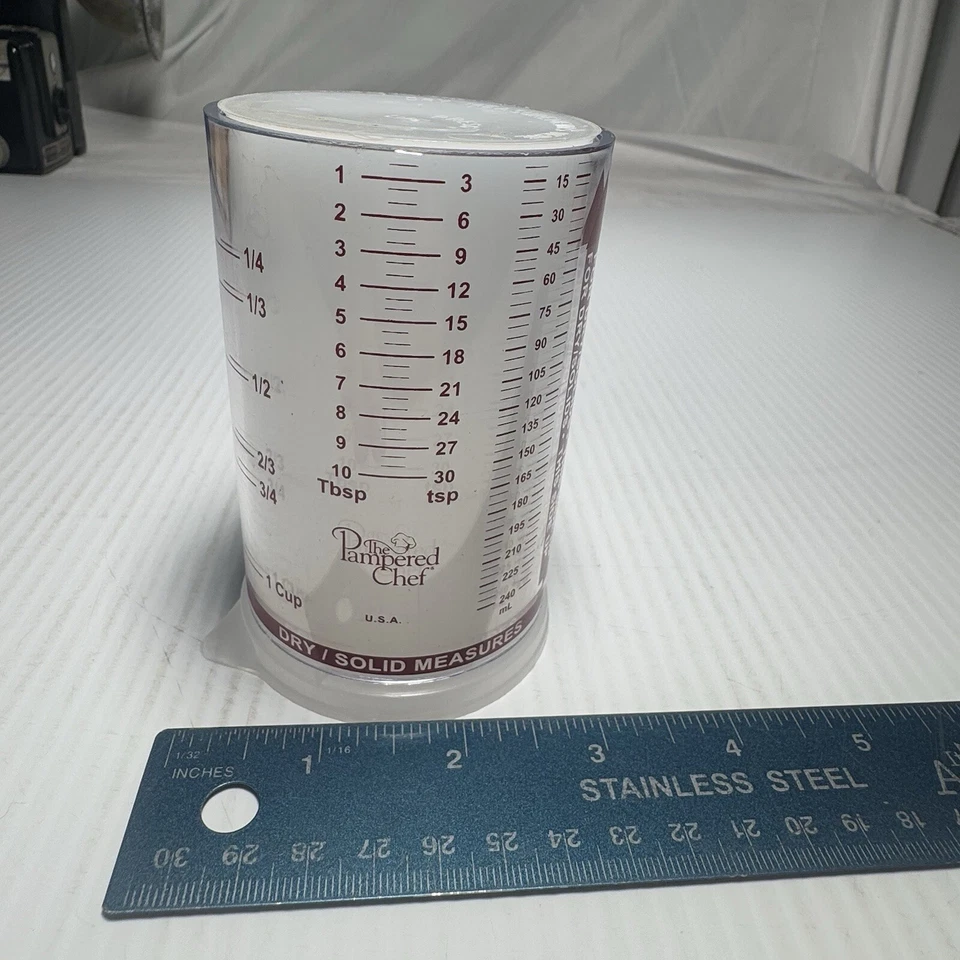 1 3
2 6
3 9
4 12
5 15
6 18
7 21
8 24
9 27
10 30
Tbsp tsp
1/4
1/3
1/2
2/3
3/4
1 Cup
15
30
45
60
75
90
105
120
135
150
165
180
195
210
225
240
mL
The
Pampered
Chef
U.S.A.
DRY / SOLID MEASURES
1/32 1/16
INCHES 1 2 3 4 5
STAINLESS STEEL
30 29 28 27 26 25 24 23 22 21 20 19 18